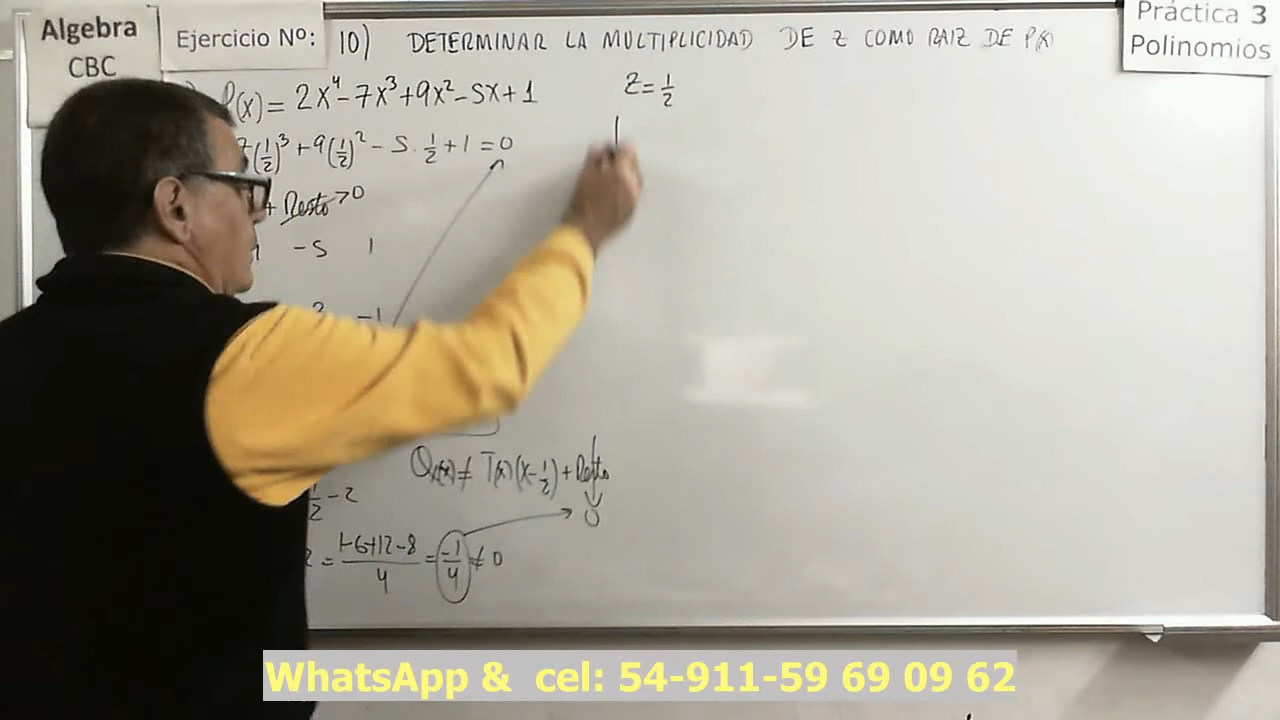 Algebra
CBC
Ejercicio Nº:
10) DETERMINAR LA MULTIPLICIDAD DE Z COMO RAIZ DE P(x)
Práctica 3
Polinomios
P(x) = 2x⁴ - 7x³ + 9x² - 5x + 1
Z = 1/2
(1/2)³ + 9(1/2)² - 5 . 1/2 + 1 = 0
+ Resto → 0
-5 1
-1
Q(x) ≠ T(x)(x - 1/2) + Resto
1/2 - 2
0
= 1-6+12-8/4 = -1/4 ≠ 0
WhatsApp & cel: 54-911-59 69 09 62